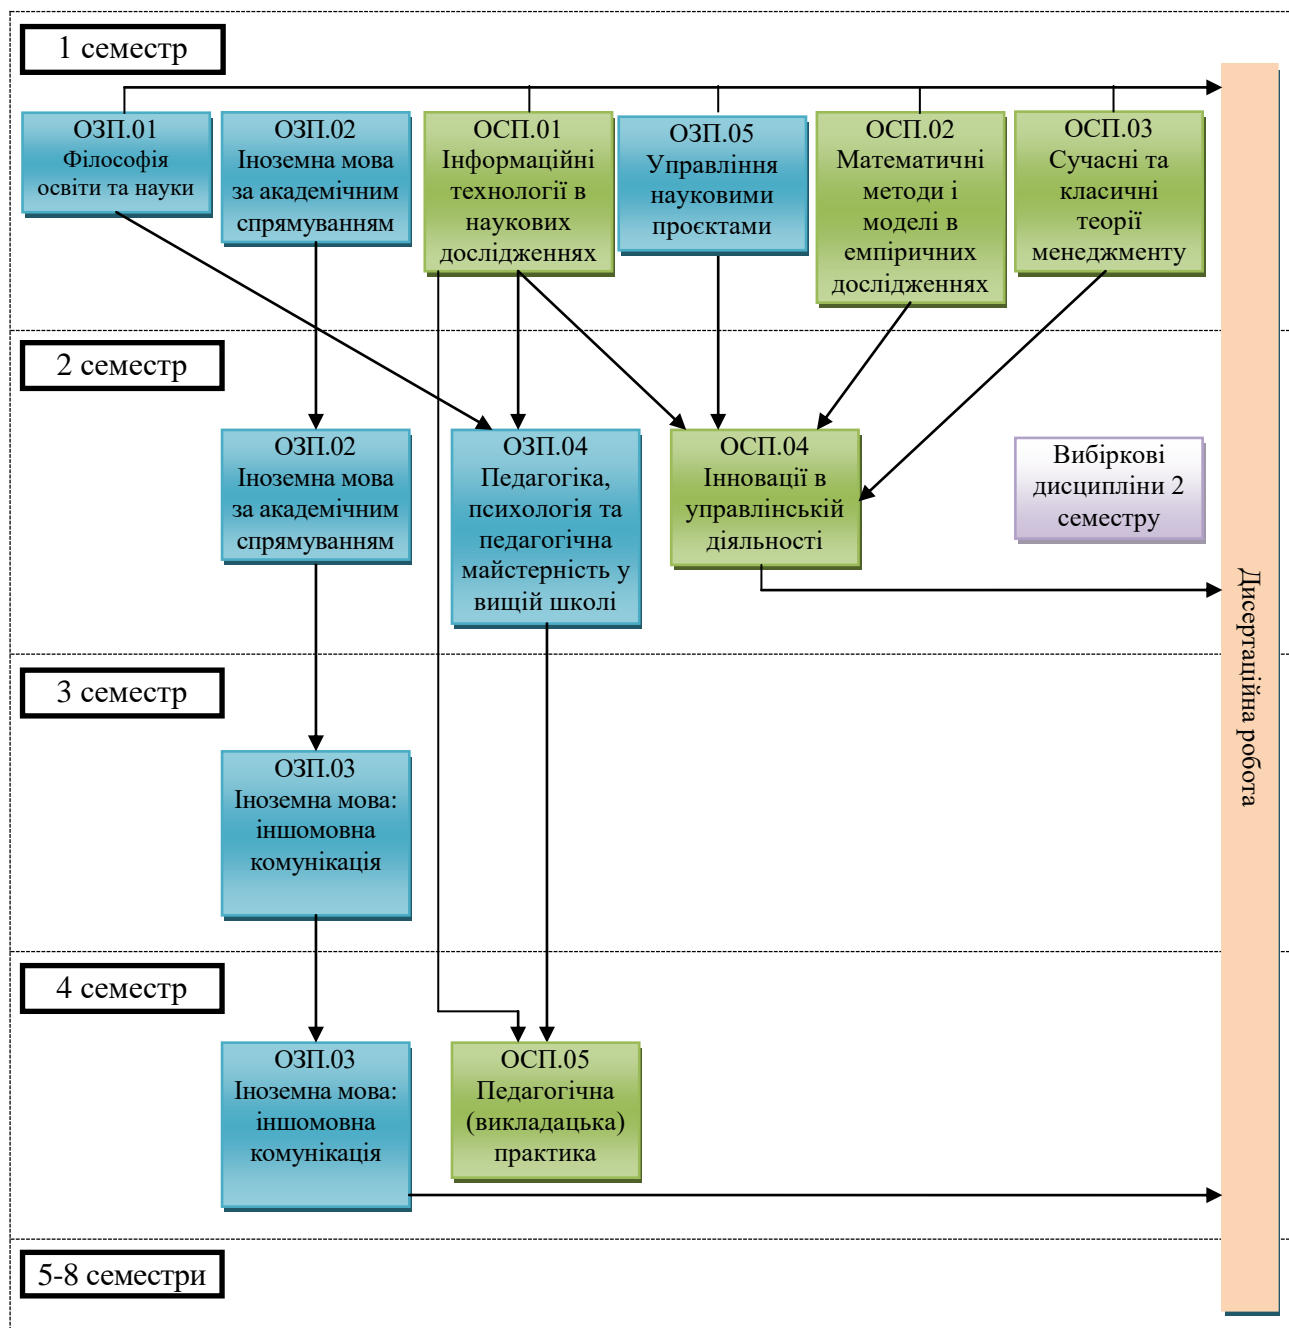 1 семестр
ОЗП.01
Філософія
освіти та науки
ОЗП.02
Іноземна мова
за академічним
спрямуванням
ОСП.01
Інформаційні
технології в
наукових
дослідженнях
ОЗП.05
Управління
науковими
проєктами
ОСП.02
Математичні
методи і
моделі в
емпіричних
дослідженнях
ОСП.03
Сучасні та
класичні
теорії
менеджменту
2 семестр
ОЗП.02
Іноземна мова
за академічним
спрямуванням
ОЗП.04
Педагогіка,
психологія та
педагогічна
майстерність у
вищій школі
ОСП.04
Інновації в
управлінській
діяльності
Вибіркові
дисципліни 2
семестру
Дисертаційна робота
3 семестр
ОЗП.03
Іноземна мова:
іншомовна
комунікація
4 семестр
ОЗП.03
Іноземна мова:
іншомовна
комунікація
ОСП.05
Педагогічна
(викладацька)
практика
5-8 семестри